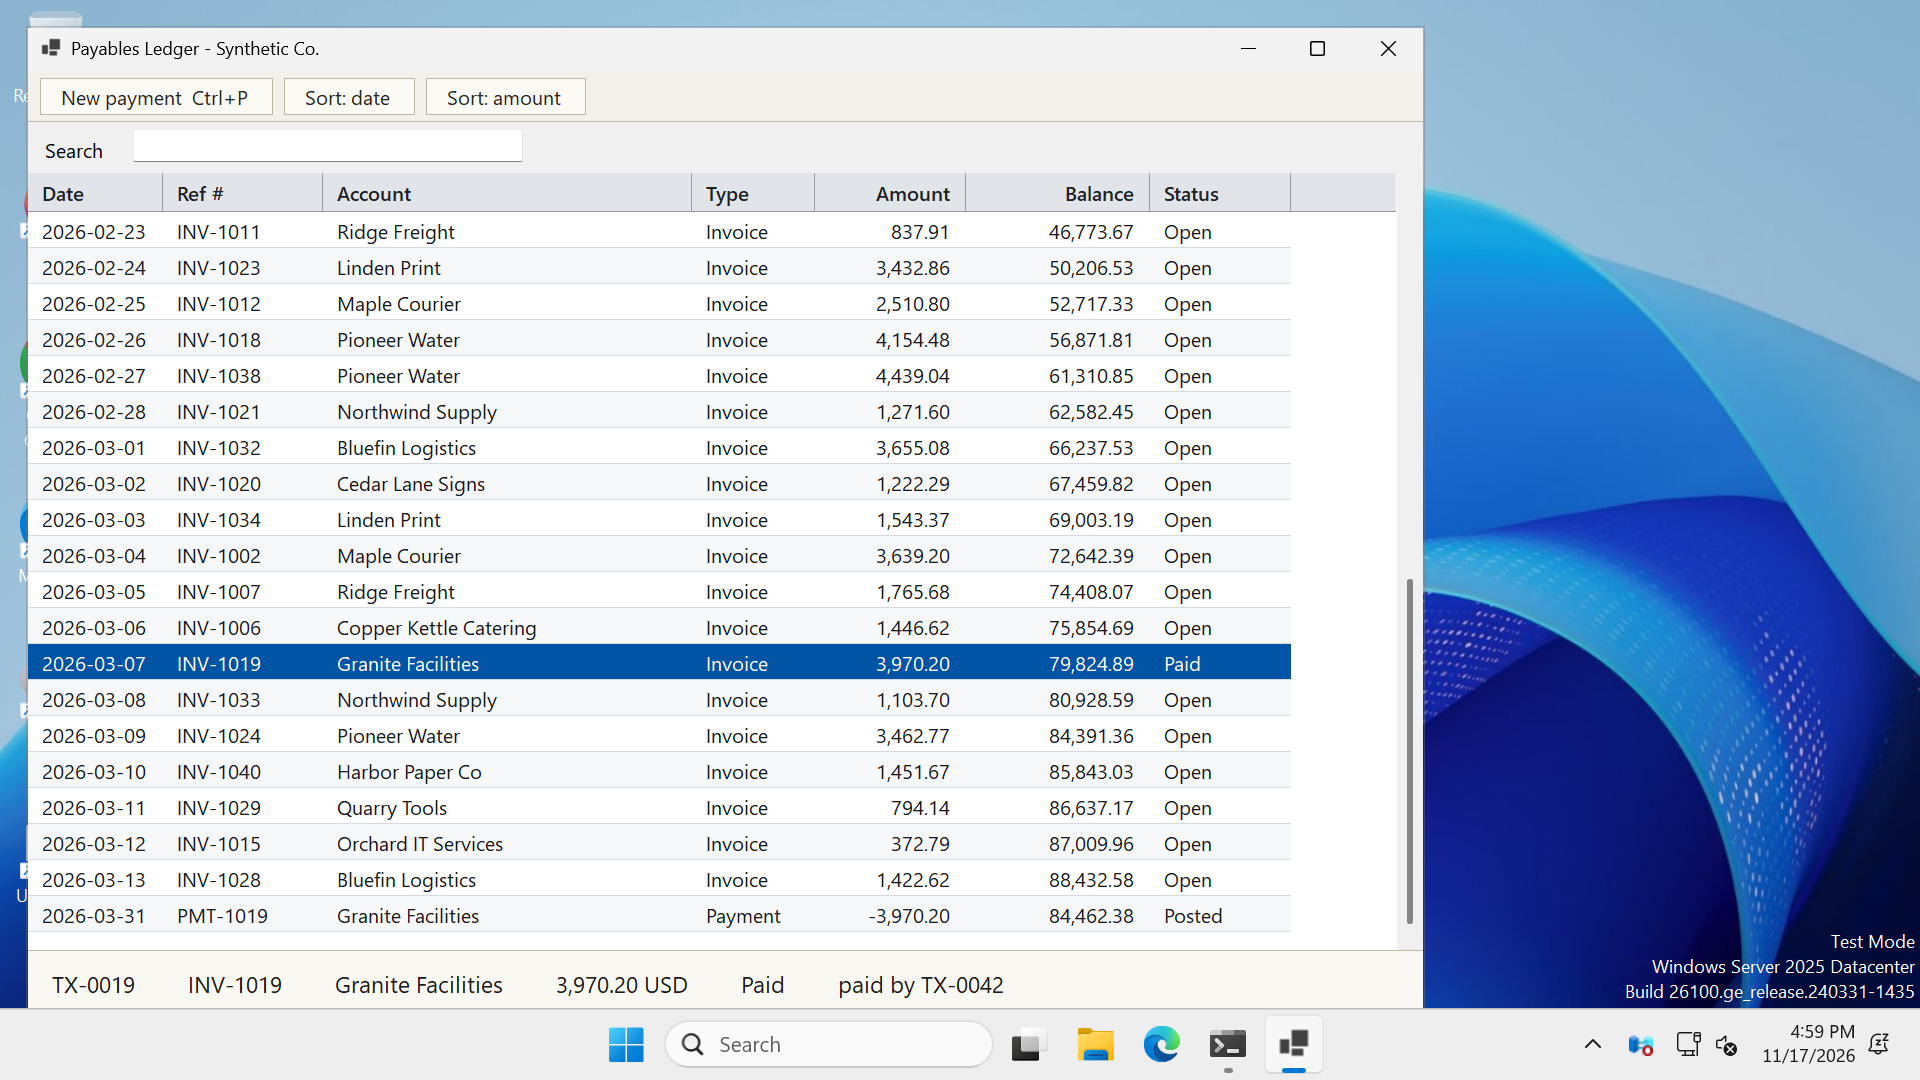 Payables Ledger - Synthetic Co.
New payment Ctrl+P Sort: date Sort: amount
Search
Date Ref # Account Type Amount Balance Status
2026-02-23 INV-1011 Ridge Freight Invoice 837.91 46,773.67 Open
2026-02-24 INV-1023 Linden Print Invoice 3,432.86 50,206.53 Open
2026-02-25 INV-1012 Maple Courier Invoice 2,510.80 52,717.33 Open
2026-02-26 INV-1018 Pioneer Water Invoice 4,154.48 56,871.81 Open
2026-02-27 INV-1038 Pioneer Water Invoice 4,439.04 61,310.85 Open
2026-02-28 INV-1021 Northwind Supply Invoice 1,271.60 62,582.45 Open
2026-03-01 INV-1032 Bluefin Logistics Invoice 3,655.08 66,237.53 Open
2026-03-02 INV-1020 Cedar Lane Signs Invoice 1,222.29 67,459.82 Open
2026-03-03 INV-1034 Linden Print Invoice 1,543.37 69,003.19 Open
2026-03-04 INV-1002 Maple Courier Invoice 3,639.20 72,642.39 Open
2026-03-05 INV-1007 Ridge Freight Invoice 1,765.68 74,408.07 Open
2026-03-06 INV-1006 Copper Kettle Catering Invoice 1,446.62 75,854.69 Open
2026-03-07 INV-1019 Granite Facilities Invoice 3,970.20 79,824.89 Paid
2026-03-08 INV-1033 Northwind Supply Invoice 1,103.70 80,928.59 Open
2026-03-09 INV-1024 Pioneer Water Invoice 3,462.77 84,391.36 Open
2026-03-10 INV-1040 Harbor Paper Co Invoice 1,451.67 85,843.03 Open
2026-03-11 INV-1029 Quarry Tools Invoice 794.14 86,637.17 Open
2026-03-12 INV-1015 Orchard IT Services Invoice 372.79 87,009.96 Open
2026-03-13 INV-1028 Bluefin Logistics Invoice 1,422.62 88,432.58 Open
2026-03-31 PMT-1019 Granite Facilities Payment -3,970.20 84,462.38 Posted
TX-0019 INV-1019 Granite Facilities 3,970.20 USD Paid paid by TX-0042
Test Mode
Windows Server 2025 Datacenter
Build 26100.ge_release.240331-1435
Search
4:59 PM
11/17/2026